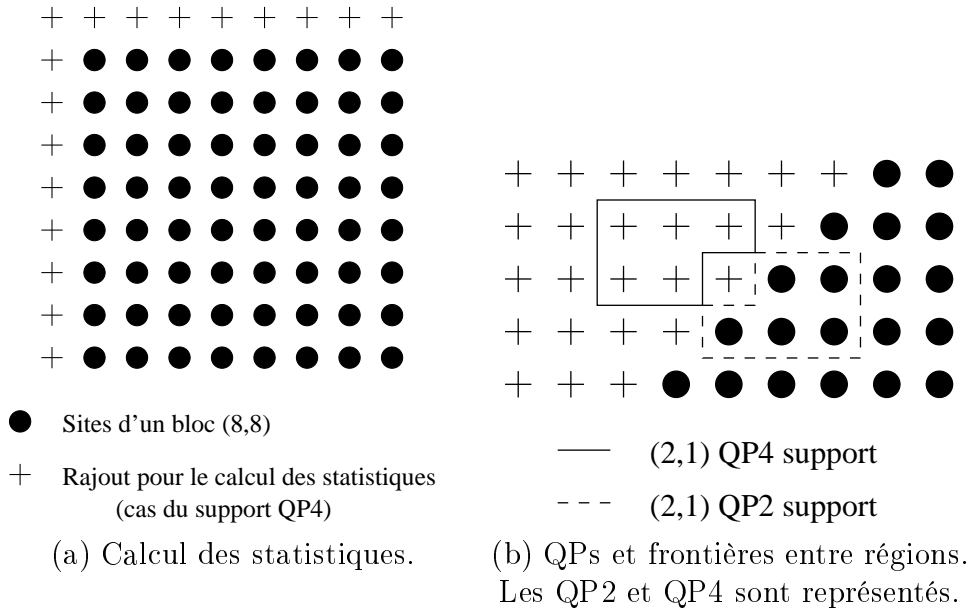 Sites d'un bloc (8,8)
Rajout pour le calcul des statistiques
(cas du support QP4)
(a) Calcul des statistiques.
(2,1) QP4 support
(2,1) QP2 support
(b) QPs et frontières entre régions.
Les QP2 et QP4 sont représentés.